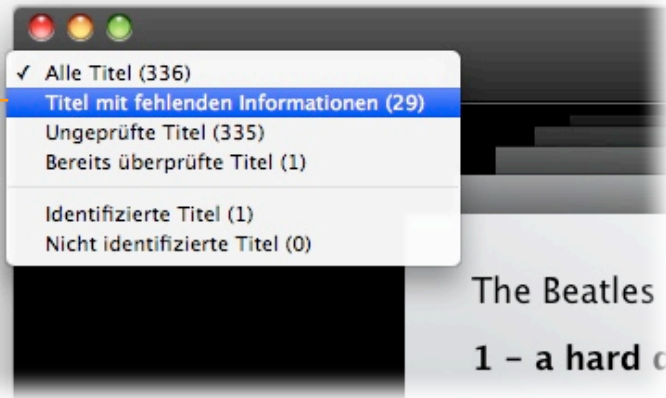 ✓ Alle Titel (336)
Titel mit fehlenden Informationen (29)
Ungeprüfte Titel (335)
Bereits überprüfte Titel (1)
Identifizierte Titel (1)
Nicht identifizierte Titel (0)
The Beatles
1 – a hard